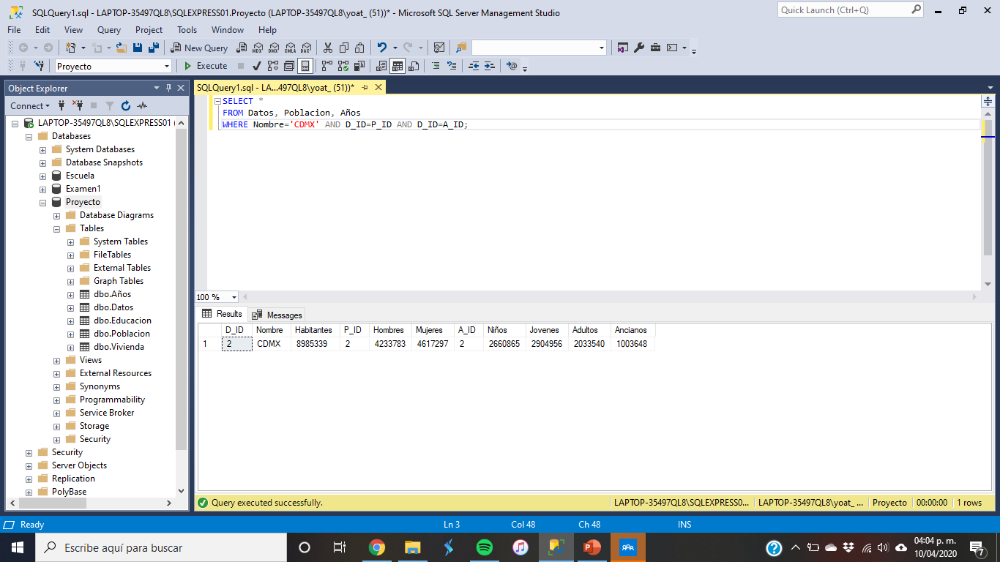 SQLQuery1.sql - LAPTOP-35497QL8\SQLEXPRESS01.Proyecto (LAPTOP-35497QL8\yoat_ (51))* - Microsoft SQL Server Management Studio
Quick Launch (Ctrl+Q)
File Edit View Query Project Tools Window Help
New Query
MDX DMX XMLA DAX
Proyecto
Execute
Object Explorer
Connect
LAPTOP-35497QL8\SQLEXPRESS01 (
Databases
System Databases
Database Snapshots
Escuela
Examen1
Proyecto
Database Diagrams
Tables
System Tables
FileTables
External Tables
Graph Tables
dbo.Años
dbo.Datos
dbo.Educacion
dbo.Poblacion
dbo.Vivienda
Views
External Resources
Synonyms
Programmability
Service Broker
Storage
Security
Security
Server Objects
Replication
PolyBase
SQLQuery1.sql - LA...497QL8\yoat_ (51))*
SELECT *
FROM Datos, Poblacion, Años
WHERE Nombre='CDMX' AND D_ID=P_ID AND D_ID=A_ID;
100 %
Results Messages
D_ID Nombre Habitantes P_ID Hombres Mujeres A_ID Niños Jovenes Adultos Ancianos
1 2 CDMX 8985339 2 4233783 4617297 2 2660865 2904956 2033540 1003648
Query executed successfully.
LAPTOP-35497QL8\SQLEXPRESS0... LAPTOP-35497QL8\yoat_ ... Proyecto 00:00:00 1 rows
Ready Ln 3 Col 48 Ch 48 INS
Escribe aquí para buscar
04:04 p. m.
10/04/2020
7